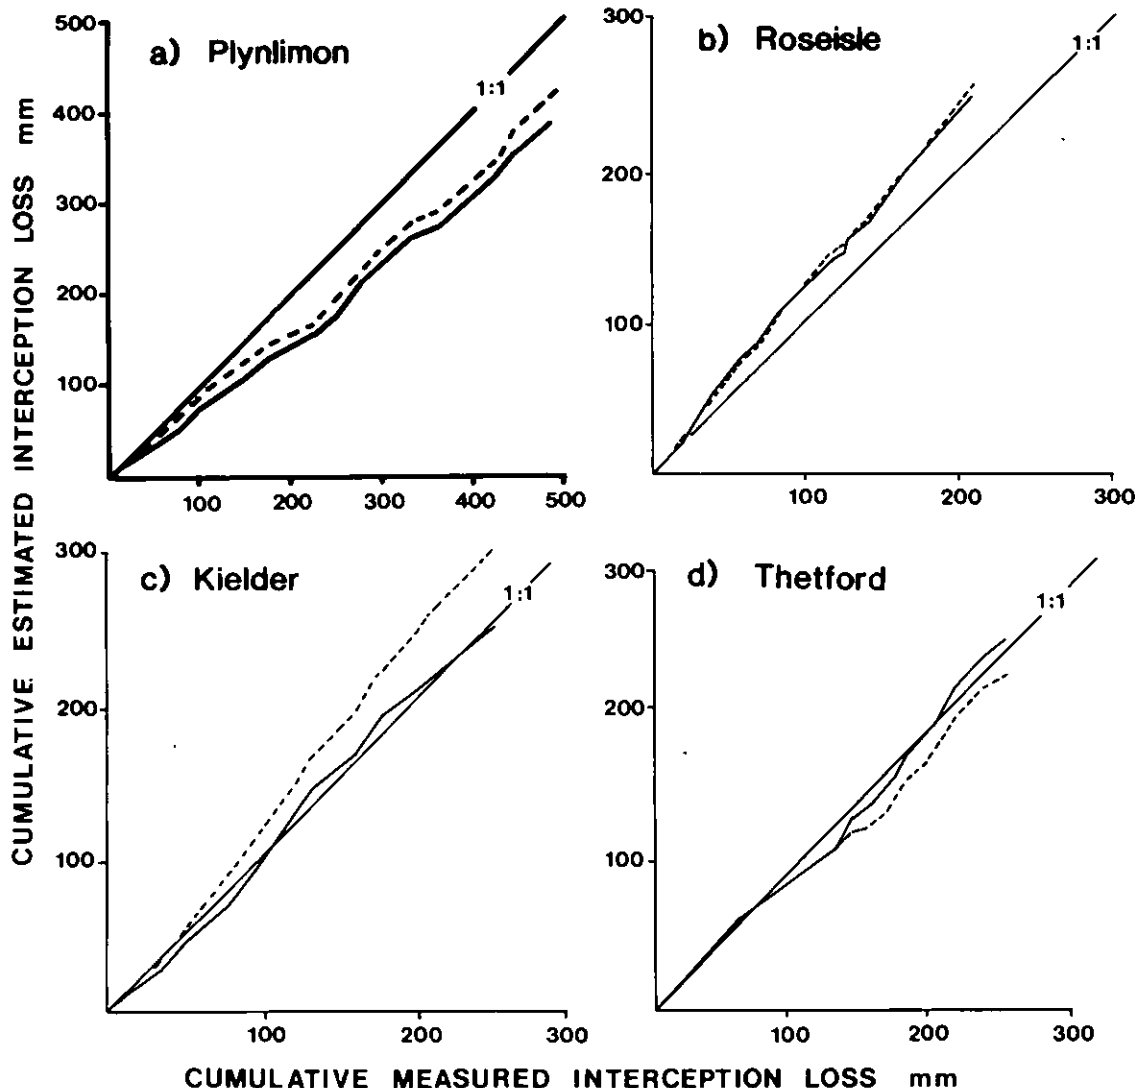 CUMULATIVE ESTIMATED INTERCEPTION LOSS mm
a) Plynlimon
500
400
300
200
100
1:1
100 200 300 400 500
b) Roseisle
300
200
100
1:1
100 200 300
c) Kielder
300
200
100
1:1
100 200 300
d) Thetford
300
200
100
1:1
100 200 300
CUMULATIVE MEASURED INTERCEPTION LOSS mm